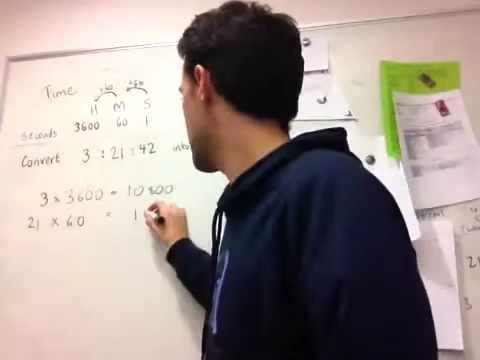 Time
×60 ×60
H M S
seconds 3600 60 1
Convert 3 : 21 : 42 into
3 × 3600 = 10800
21 × 60 = 1